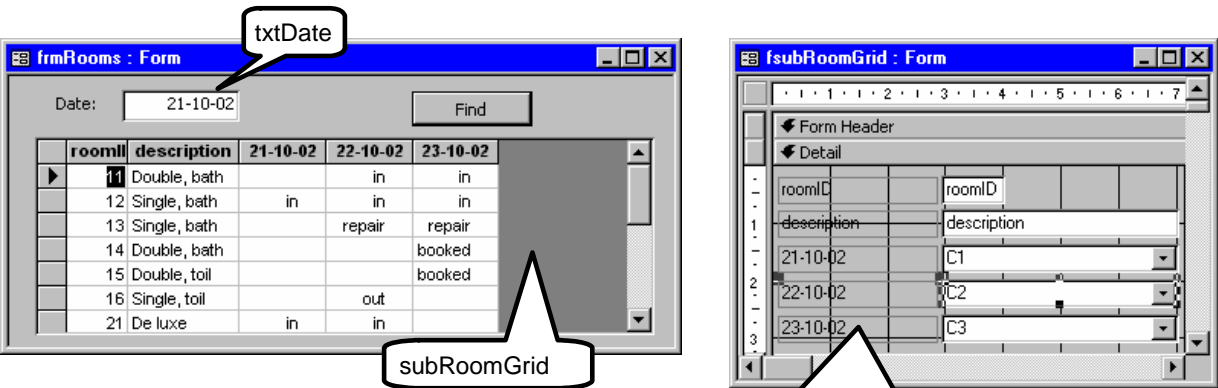 txtDate
frmRooms : Form
Date: 21-10-02 Find
roomII description 21-10-02 22-10-02 23-10-02
11 Double, bath in in
12 Single, bath in in in
13 Single, bath repair repair
14 Double, bath booked
15 Double, toil booked
16 Single, toil out
21 De luxe in in
subRoomGrid
fsubRoomGrid : Form
1 2 3 4 5 6 7
Form Header
Detail
roomID roomID
1
description description
21-10-02 C1
2
22-10-02 C2
23-10-02 C3
3